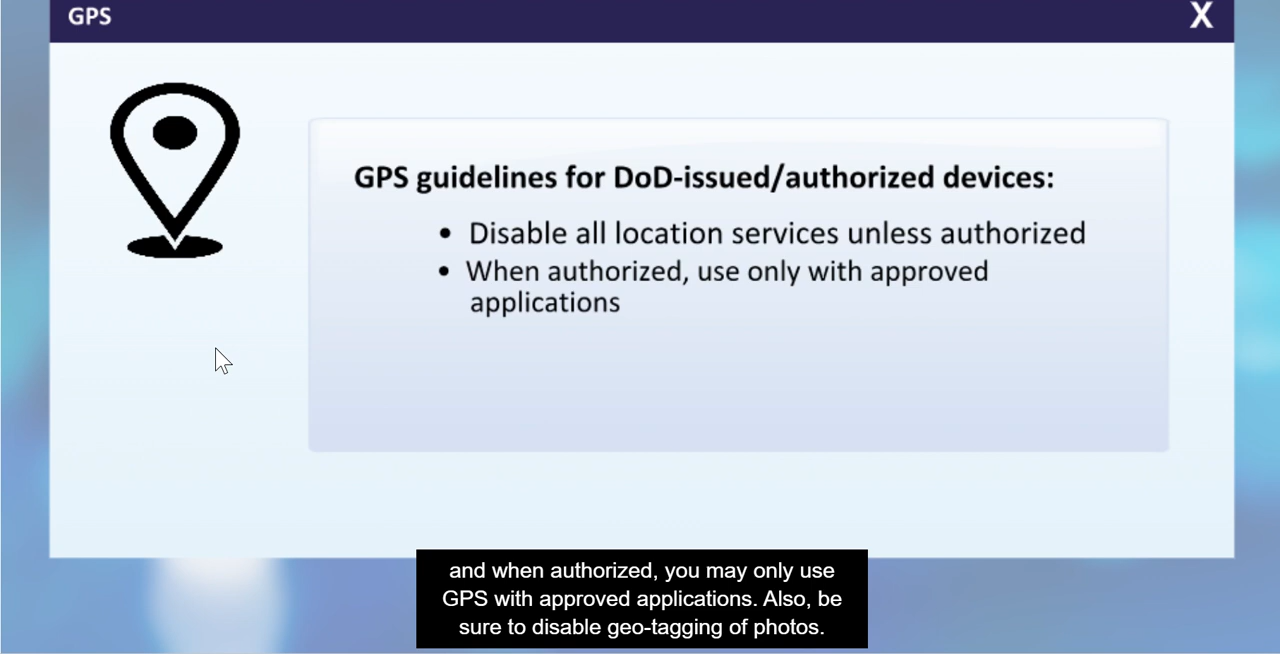 GPS
X
GPS guidelines for DoD-issued/authorized devices:
• Disable all location services unless authorized
• When authorized, use only with approved
applications
and when authorized, you may only use
GPS with approved applications. Also, be
sure to disable geo-tagging of photos.